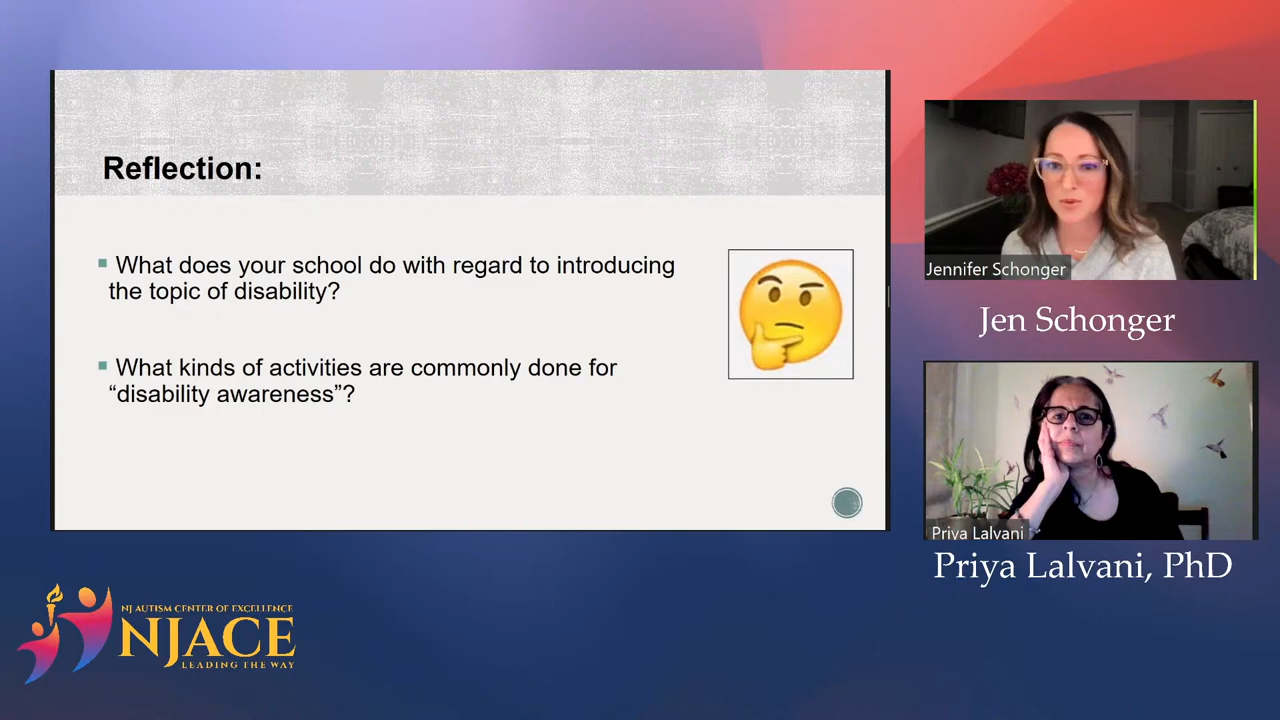 Reflection:
What does your school do with regard to introducing
the topic of disability?
What kinds of activities are commonly done for
“disability awareness”?
Jennifer Schonger
Jen Schonger
Priya Lalvani
Priya Lalvani, PhD
NJ AUTISM CENTER OF EXCELLENCE
NJACE
LEADING THE WAY